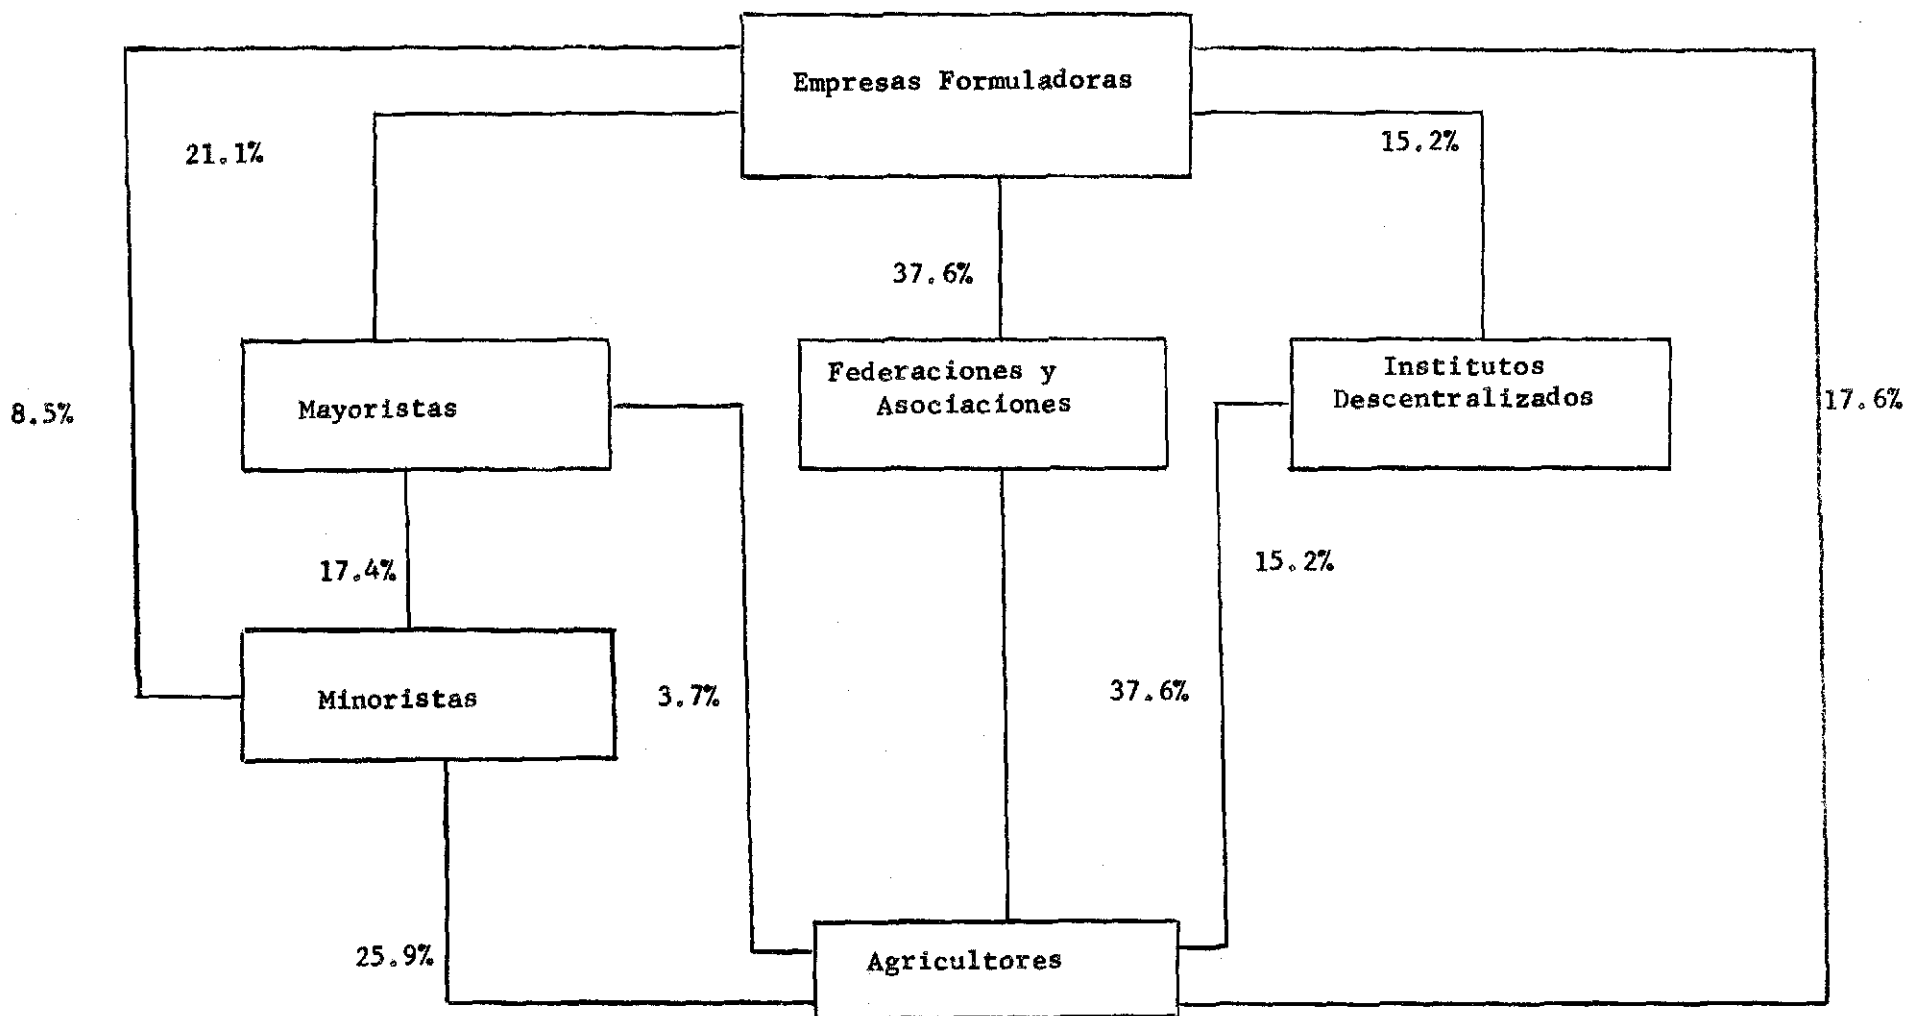 Empresas Formuladoras
21.1%
15.2%
37.6%
Federaciones y
Asociaciones
Institutos
Descentralizados
Mayoristas
8.5%
17.6%
17.4%
15.2%
Minoristas
3.7%
37.6%
25.9%
Agricultores